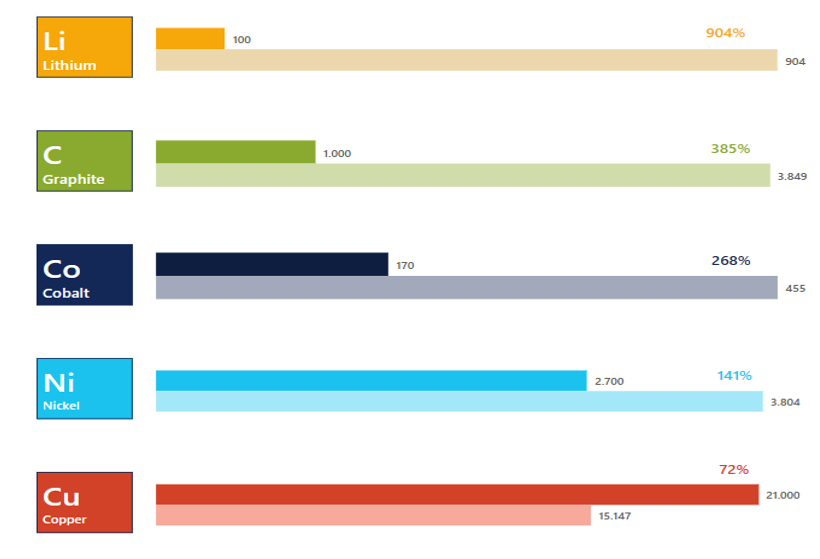 Li
Lithium
904%
100
904
C
Graphite
385%
1.000
3.849
Co
Cobalt
268%
170
455
Ni
Nickel
141%
2.700
3.804
Cu
Copper
72%
21.000
15.147